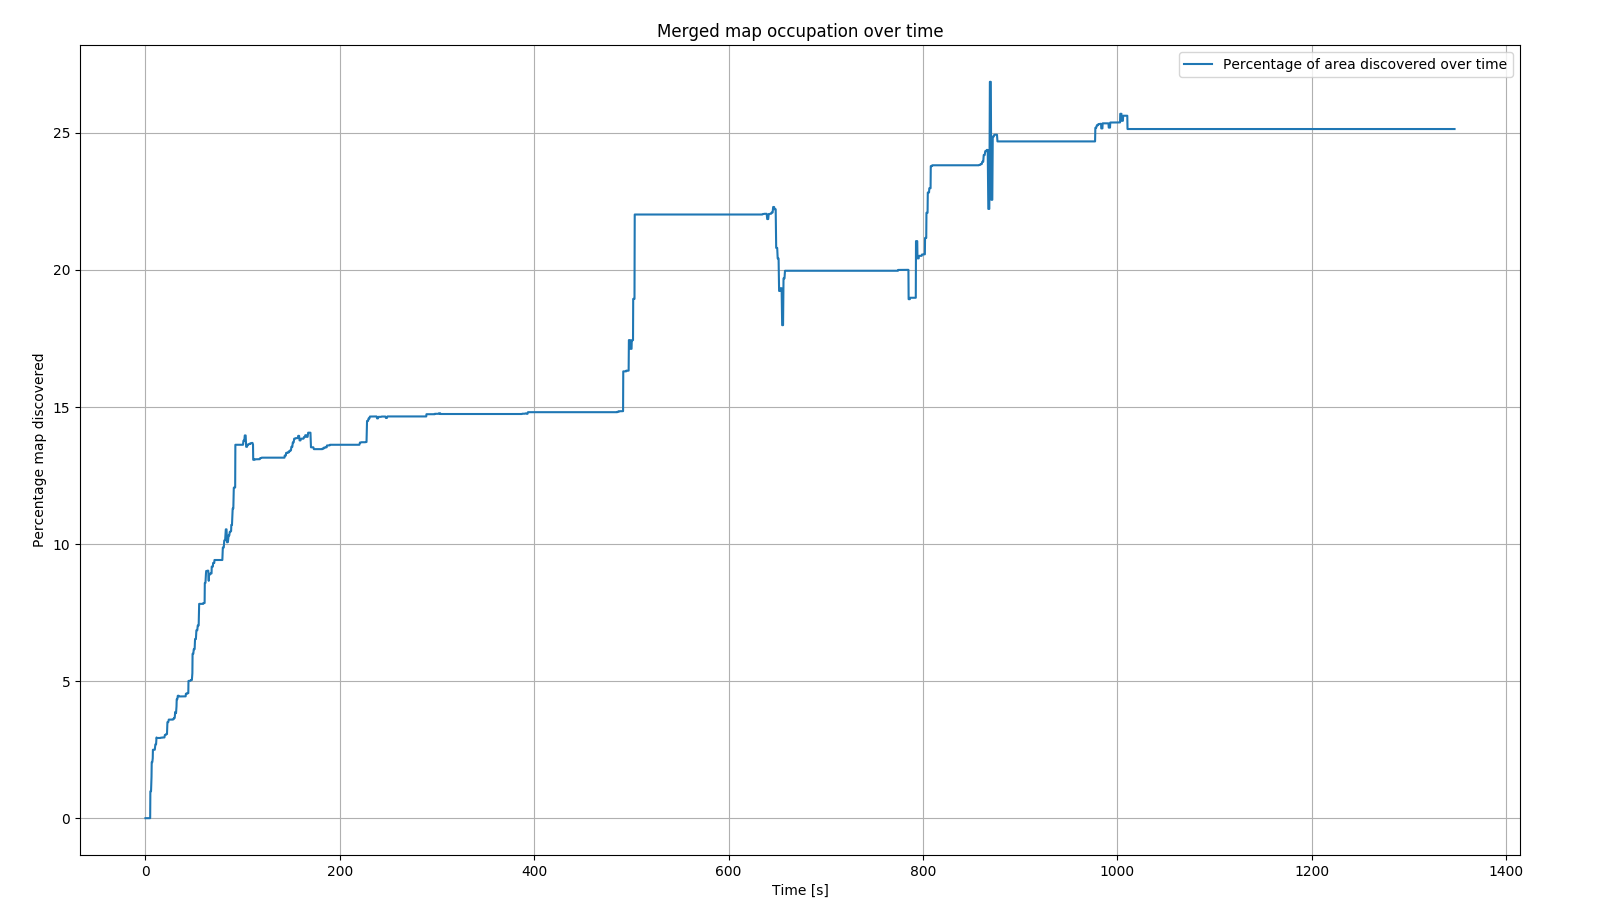 Merged map occupation over time
Percentage of area discovered over time
25
20
15
10
5
0
Percentage map discovered
0 200 400 600 800 1000 1200 1400
Time [s]